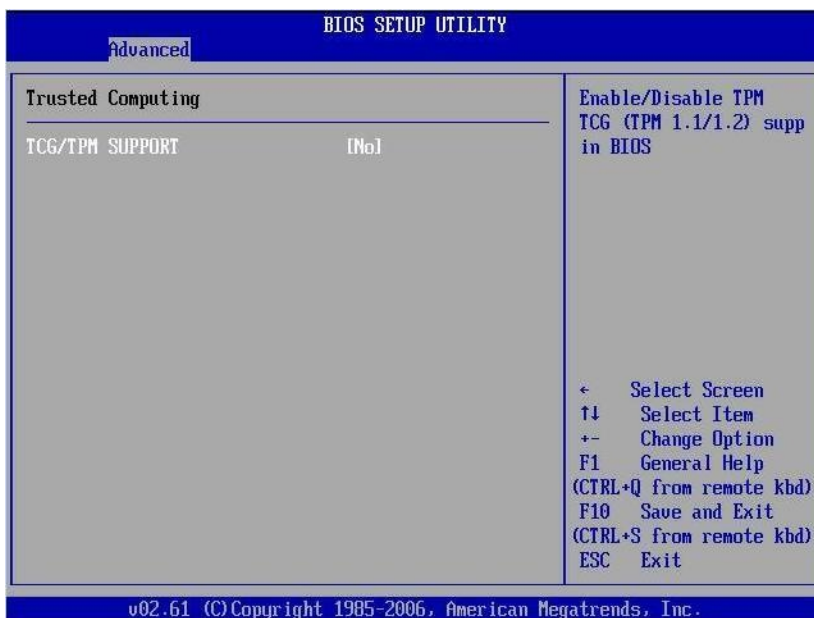 BIOS SETUP UTILITY
Advanced
Trusted Computing
TCG/TPM SUPPORT [No]
Enable/Disable TPM
TCG (TPM 1.1/1.2) supp
in BIOS
← Select Screen
↑↓ Select Item
+- Change Option
F1 General Help
(CTRL+Q from remote kbd)
F10 Save and Exit
(CTRL+S from remote kbd)
ESC Exit
v02.61 (C)Copyright 1985-2006, American Megatrends, Inc.